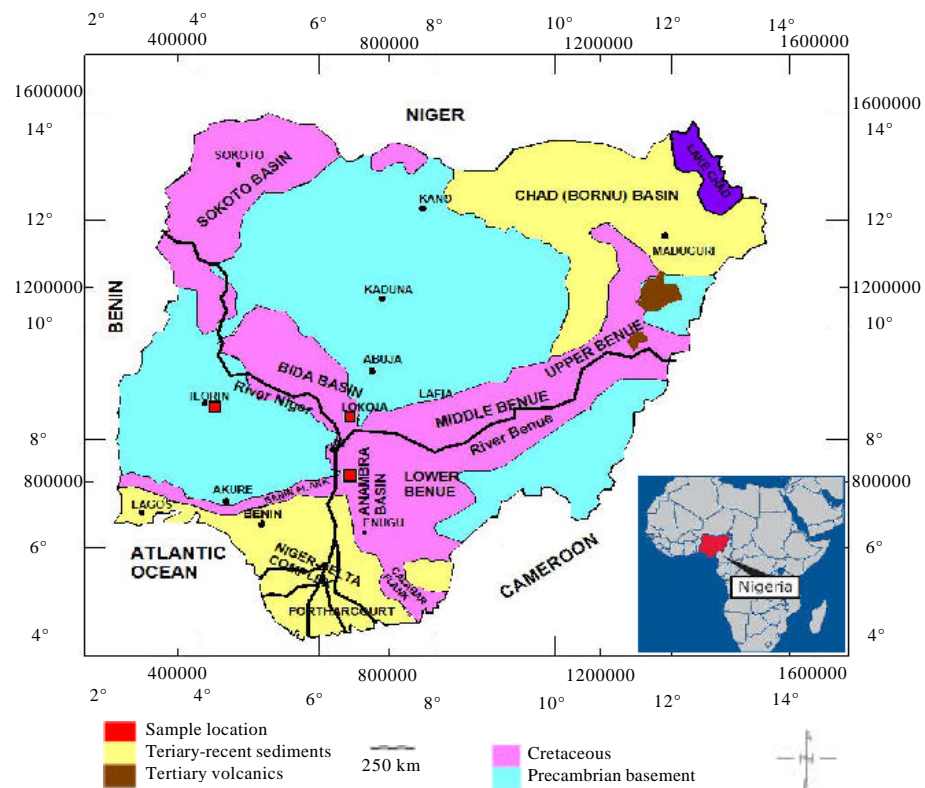 2° 4° 6° 8° 10° 12° 14°
400000 800000 1200000 1600000
1600000 1600000
14° 14°
NIGER
SOKOTO
SOKOTO BASIN
LAKE CHAD
KANO
CHAD (BORNU) BASIN
12° 12°
MADUGURI
1200000 1200000
KADUNA
BENIN
10° 10°
UPPER BENUE
ABUJA
BIDA BASIN
LAFIA
ILORIN
River Niger
LOKOJA
MIDDLE BENUE
River Benue
8° 8°
800000 800000
LOWER
BENUE
ANAMBRA
BASIN
BENIN FLANK
AKURE
LAGOS
BENIN
ENUGU
6° 6°
ATLANTIC
OCEAN
NIGER DELTA
COMPLEX
CALABAR
FLANK
CAMEROON
PORTHARCOURT
Nigeria
4° 4°
400000 800000 1200000 1600000
2° 4° 6° 8° 10° 12° 14°
Sample location
Teriary-recent sediments
Tertiary volcanics
250 km
Cretaceous
Precambrian basement
N